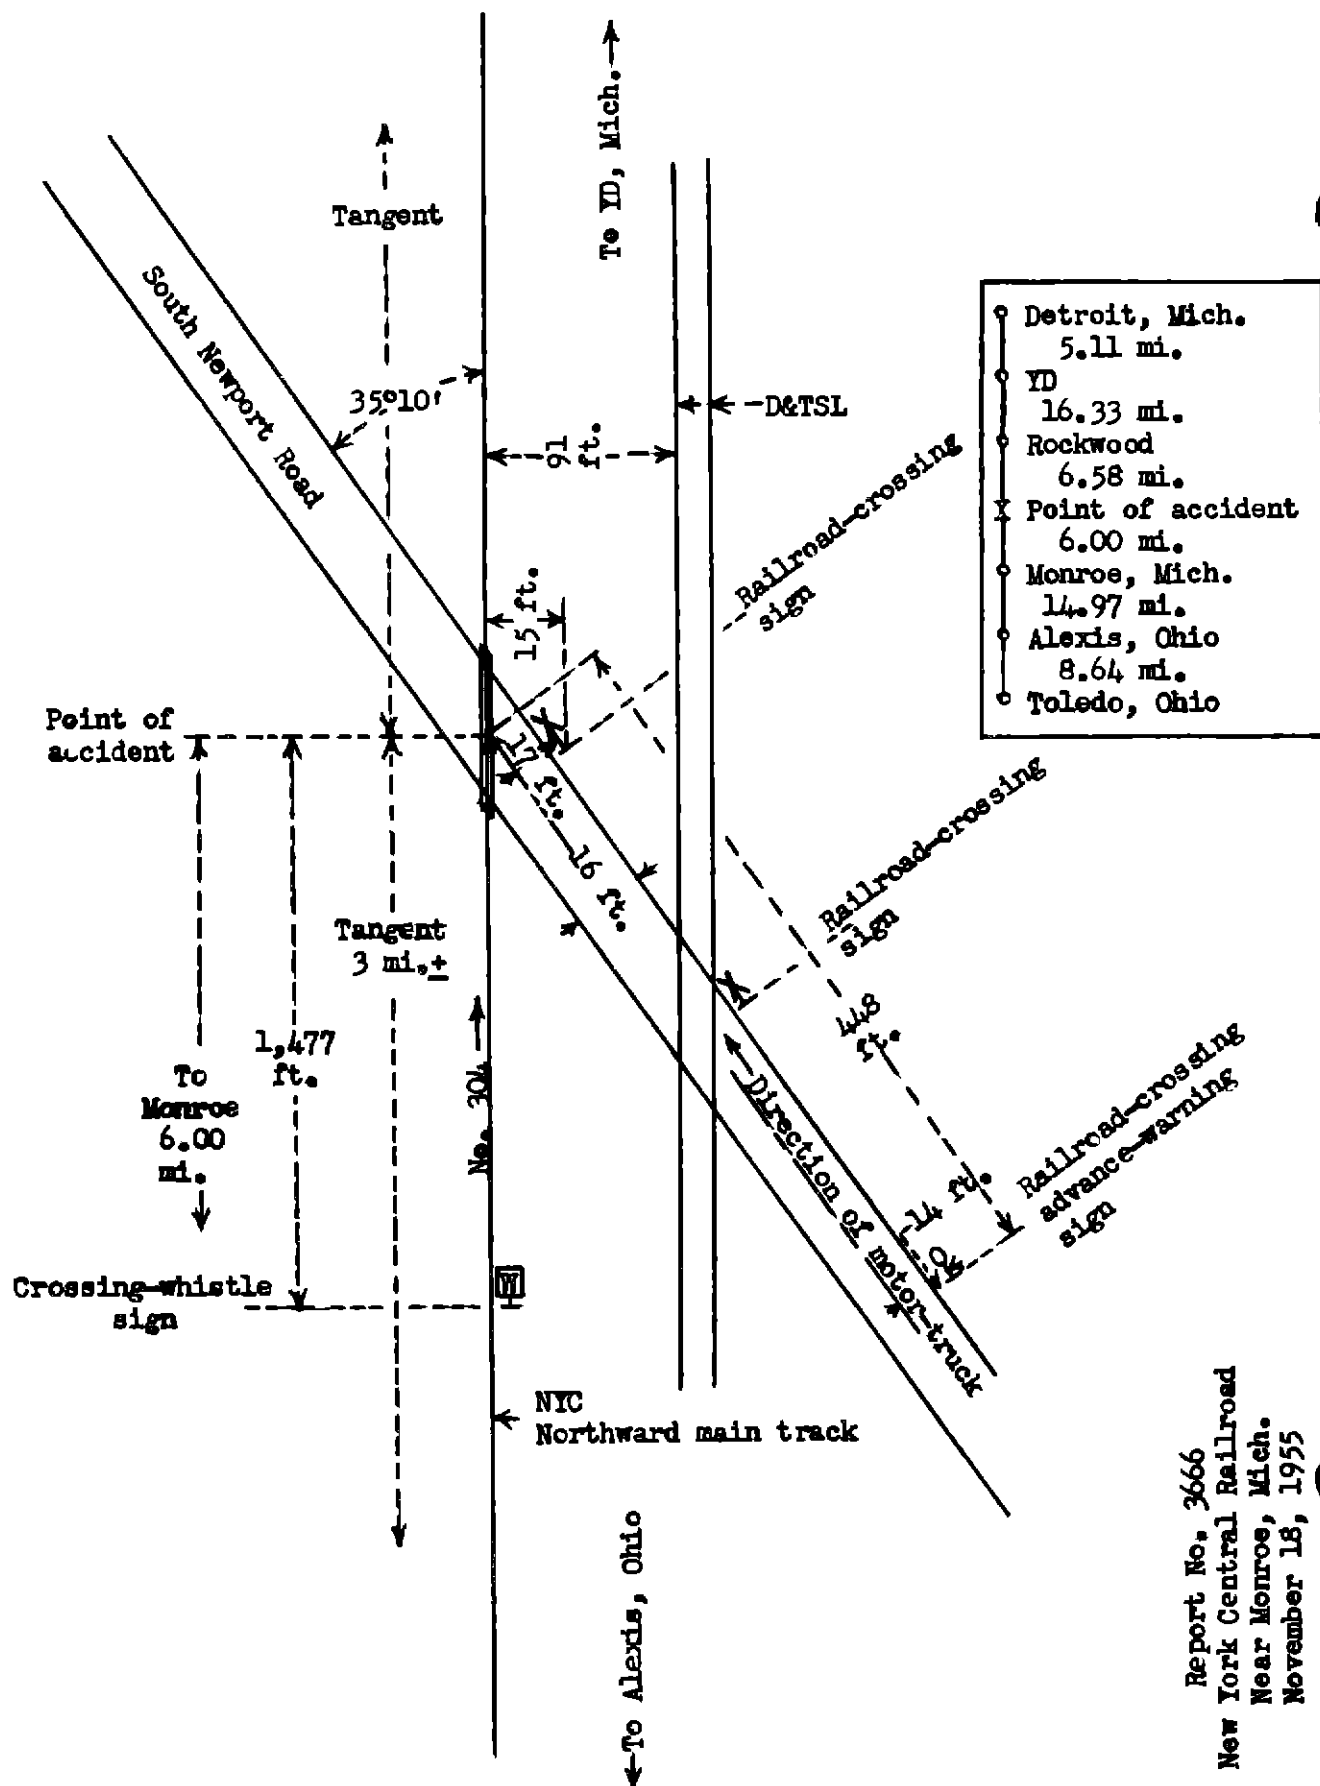 To YD, Mich.
Tangent
South Newport Road
35°10'
91
ft.
D&TSL
Detroit, Mich.
5.11 mi.
YD
16.33 mi.
Rockwood
6.58 mi.
X Point of accident
6.00 mi.
Monroe, Mich.
14.97 mi.
Alexis, Ohio
8.64 mi.
Toledo, Ohio
Railroad-crossing
sign
15 ft.
Point of
accident
17 ft.
16 ft.
Railroad-crossing
sign
Tangent
3 mi.±
1,477
ft.
To
Monroe
6.00
mi.
No. 304
448
ft.
Direction of motor-truck
14 ft.
Railroad-crossing
advance-warning
sign
Crossing-whistle
sign
W
NYC
Northward main track
To Alexis, Ohio
Report No. 3666
New York Central Railroad
Near Monroe, Mich.
November 18, 1955